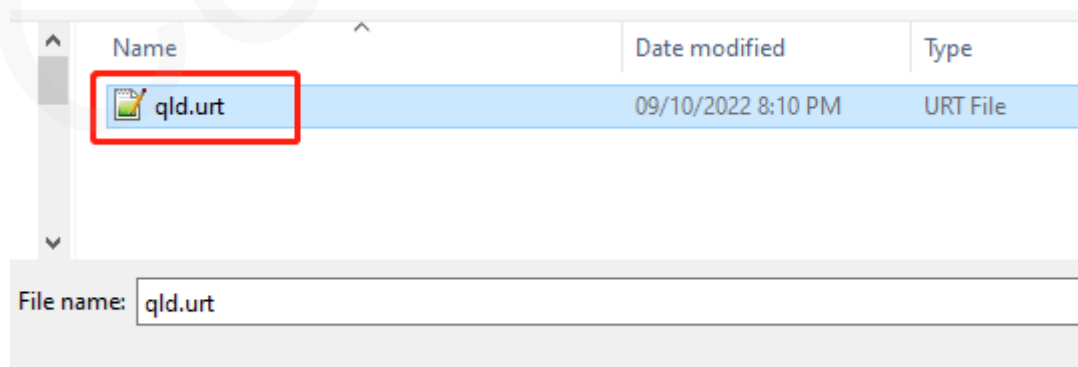 Name Date modified Type
qld.urt 09/10/2022 8:10 PM URT File
File name: qld.urt